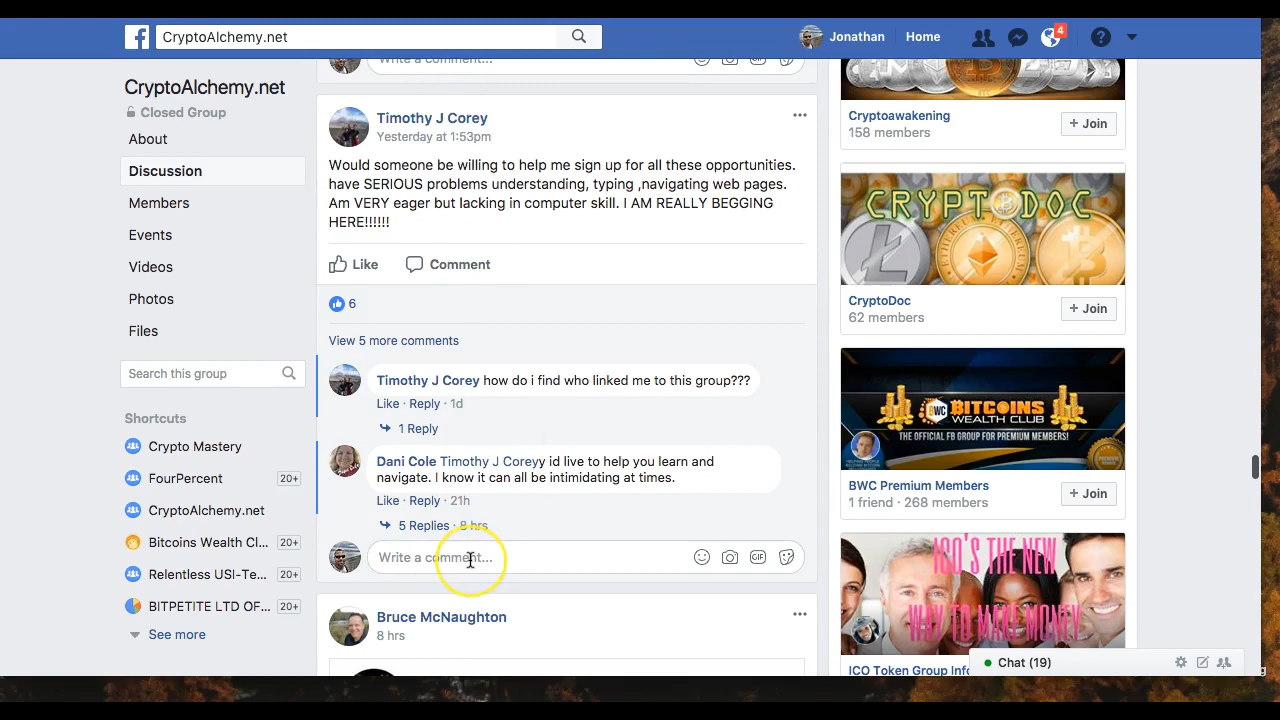 CryptoAlchemy.net
Jonathan
Home
4
CryptoAlchemy.net
Closed Group
About
Discussion
Members
Events
Videos
Photos
Files
Search this group
Shortcuts
Crypto Mastery
FourPercent 20+
CryptoAlchemy.net
Bitcoins Wealth Cl... 20+
Relentless USI-Te... 20+
BITPETITE LTD OF... 20+
See more
Write a comment...
Timothy J Corey
Yesterday at 1:53pm
Would someone be willing to help me sign up for all these opportunities.
have SERIOUS problems understanding, typing ,navigating web pages.
Am VERY eager but lacking in computer skill. I AM REALLY BEGGING
HERE!!!!!!
Like Comment
6
View 5 more comments
Timothy J Corey how do i find who linked me to this group???
Like · Reply · 1d
1 Reply
Dani Cole Timothy J Coreyy id live to help you learn and
navigate. I know it can all be intimidating at times.
Like · Reply · 21h
5 Replies · 8 hrs
Write a comment...
GIF
Bruce McNaughton
8 hrs
Cryptoawakening
158 members
+ Join
CRYPTODOC
CryptoDoc
62 members
+ Join
BWC BITCOINS
WEALTH CLUB
THE OFFICIAL FB GROUP FOR PREMIUM MEMBERS!
BWC Premium Members
1 friend · 268 members
+ Join
ICO'S THE NEW
WAY TO MAKE MONEY
ICO Token Group Info
Chat (19)